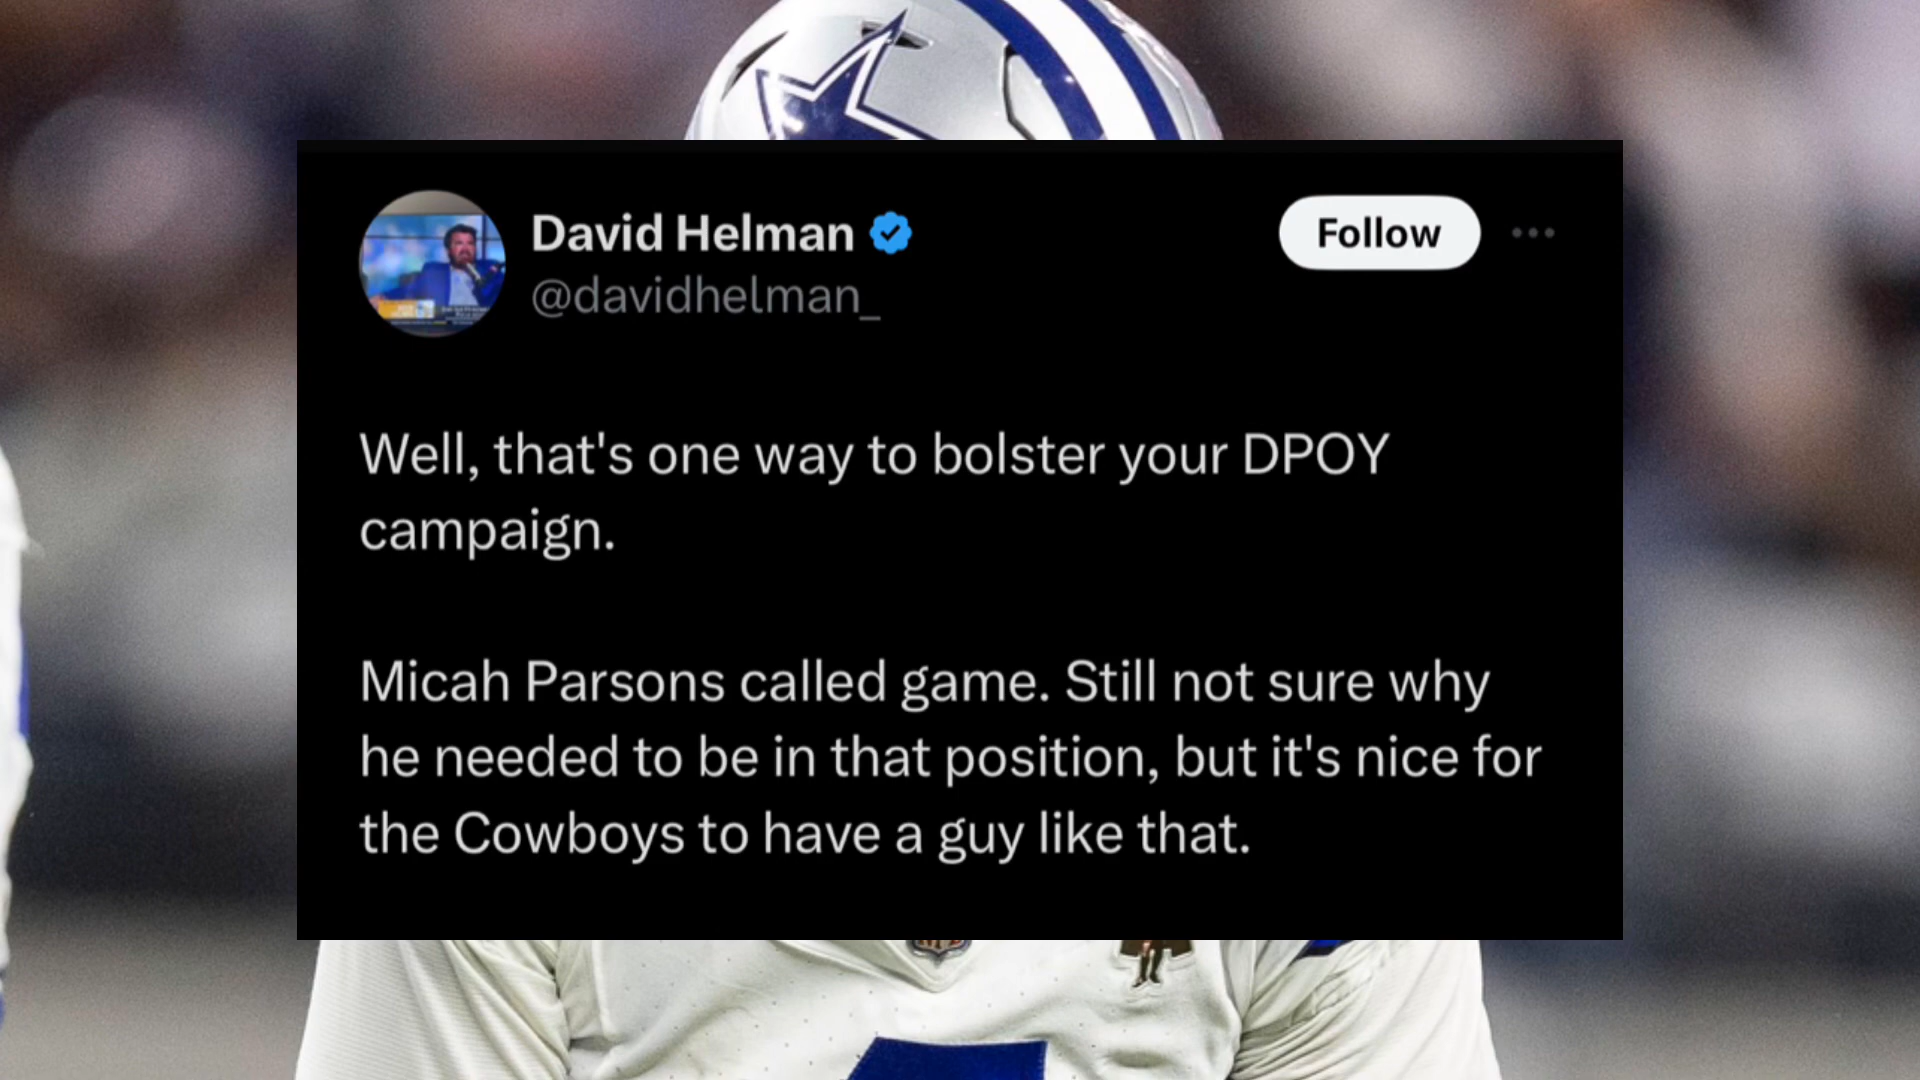 David Helman
@davidhelman_
Follow
Well, that's one way to bolster your DPOY
campaign.
Micah Parsons called game. Still not sure why
he needed to be in that position, but it's nice for
the Cowboys to have a guy like that.